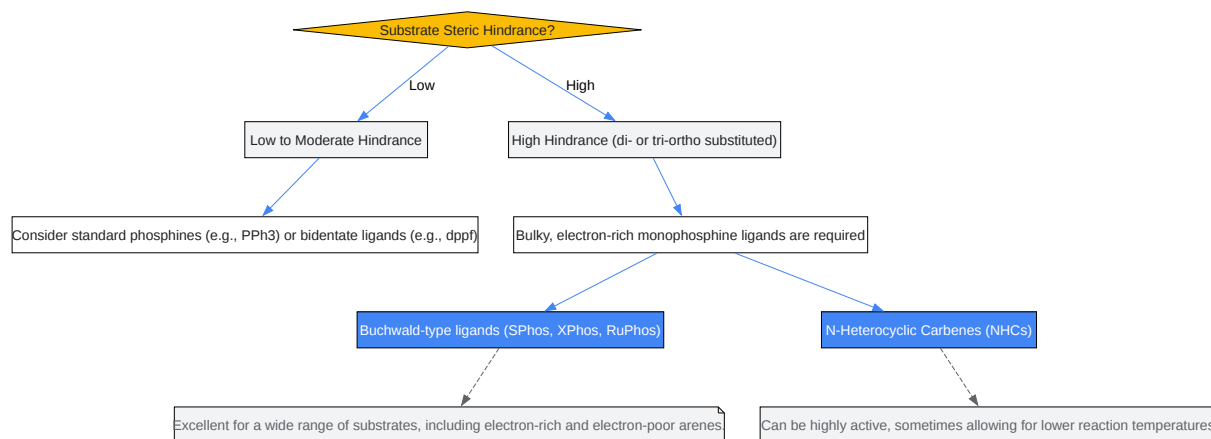 Substrate Steric Hindrance?
Low
High
Low to Moderate Hindrance
High Hindrance (di- or tri-ortho substituted)
Consider standard phosphines (e.g., PPh3) or bidentate ligands (e.g., dppf)
Bulky, electron-rich monophosphine ligands are required
Buchwald-type ligands (SPhos, XPhos, RuPhos)
N-Heterocyclic Carbenes (NHCs)
Excellent for a wide range of substrates, including electron-rich and electron-poor arenes.
Can be highly active, sometimes allowing for lower reaction temperatures